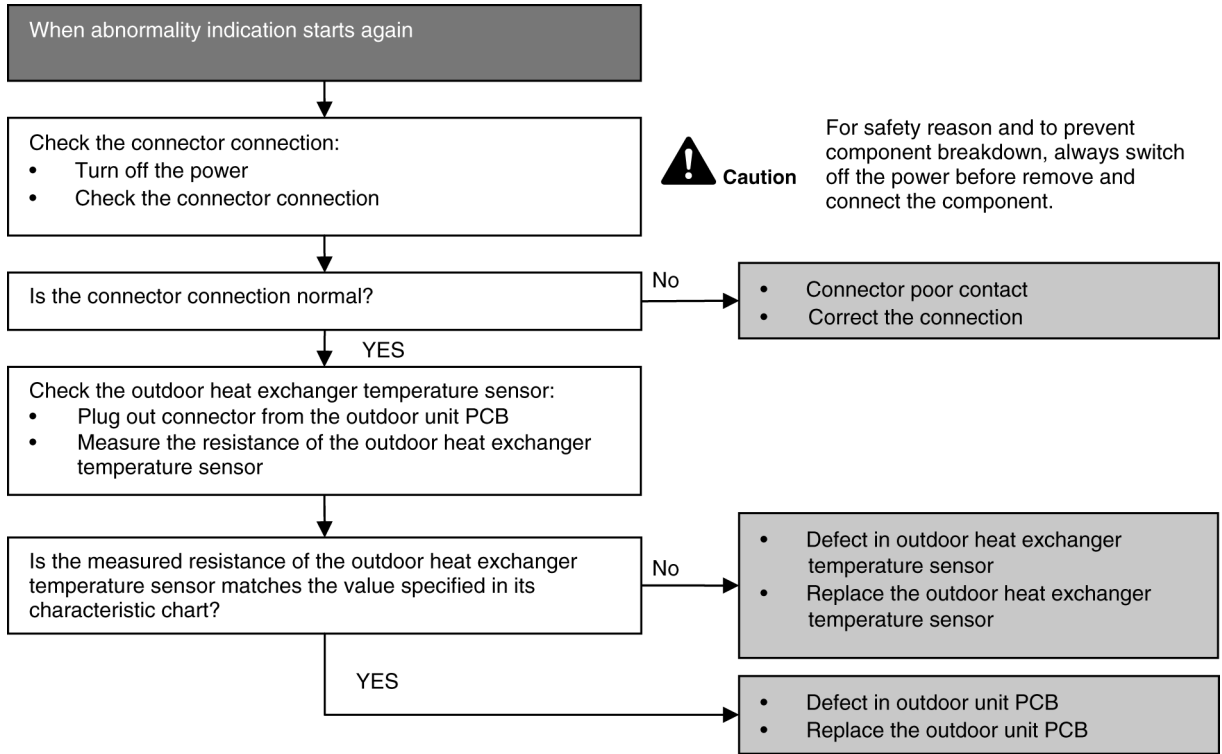 When abnormality indication starts again
Check the connector connection:
• Turn off the power
• Check the connector connection
Caution
For safety reason and to prevent
component breakdown, always switch
off the power before remove and
connect the component.
Is the connector connection normal?
No
• Connector poor contact
• Correct the connection
YES
Check the outdoor heat exchanger temperature sensor:
• Plug out connector from the outdoor unit PCB
• Measure the resistance of the outdoor heat exchanger
temperature sensor
Is the measured resistance of the outdoor heat exchanger
temperature sensor matches the value specified in its
characteristic chart?
No
• Defect in outdoor heat exchanger
temperature sensor
• Replace the outdoor heat exchanger
temperature sensor
YES
• Defect in outdoor unit PCB
• Replace the outdoor unit PCB